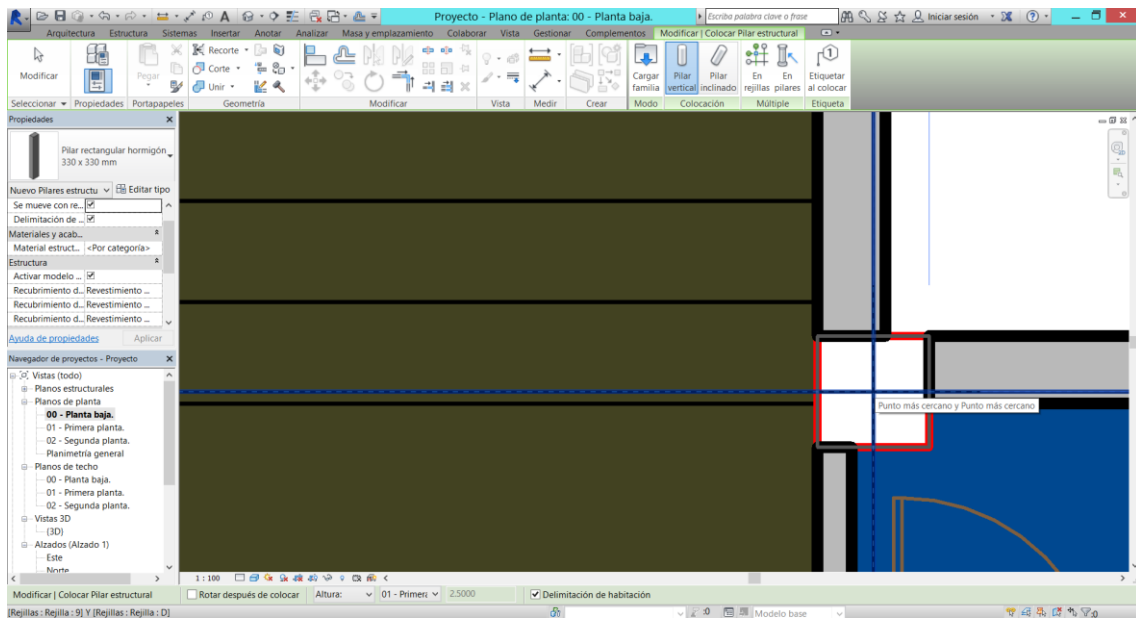 Proyecto - Plano de planta: 00 - Planta baja.
Escriba palabra clave o frase
Iniciar sesión
Arquitectura Estructura Sistemas Insertar Anotar Analizar Masa y emplazamiento Colaborar Vista Gestionar Complementos Modificar | Colocar Pilar estructural
Modificar
Pegar
Recorte
Corte
Unir
Cargar familia
Pilar vertical
Pilar inclinado
En rejillas
En pilares
Etiquetar al colocar
Seleccionar Propiedades Portapapeles Geometría Modificar Vista Medir Crear Modo Colocación Múltiple Etiqueta
Propiedades
Pilar rectangular hormigón
330 x 330 mm
Nuevo Pilares estructu Editar tipo
Se mueve con re...
Delimitación de ...
Materiales y acab...
Material estruct... <Por categoría>
Estructura
Activar modelo ...
Recubrimiento d... Revestimiento ...
Recubrimiento d... Revestimiento ...
Recubrimiento d... Revestimiento ...
Ayuda de propiedades Aplicar
Navegador de proyectos - Proyecto
Vistas (todo)
Planos estructurales
Planos de planta
00 - Planta baja.
01 - Primera planta.
02 - Segunda planta.
Planimetría general
Planos de techo
00 - Planta baja.
01 - Primera planta.
02 - Segunda planta.
Vistas 3D
{3D}
Alzados (Alzado 1)
Este
Norte
Punto más cercano y Punto más cercano
1 : 100
Modificar | Colocar Pilar estructural Rotar después de colocar Altura: 01 - Primera 2.5000 Delimitación de habitación
[Rejillas : Rejilla : 9] Y [Rejillas : Rejilla : D] :0 Modelo base :0